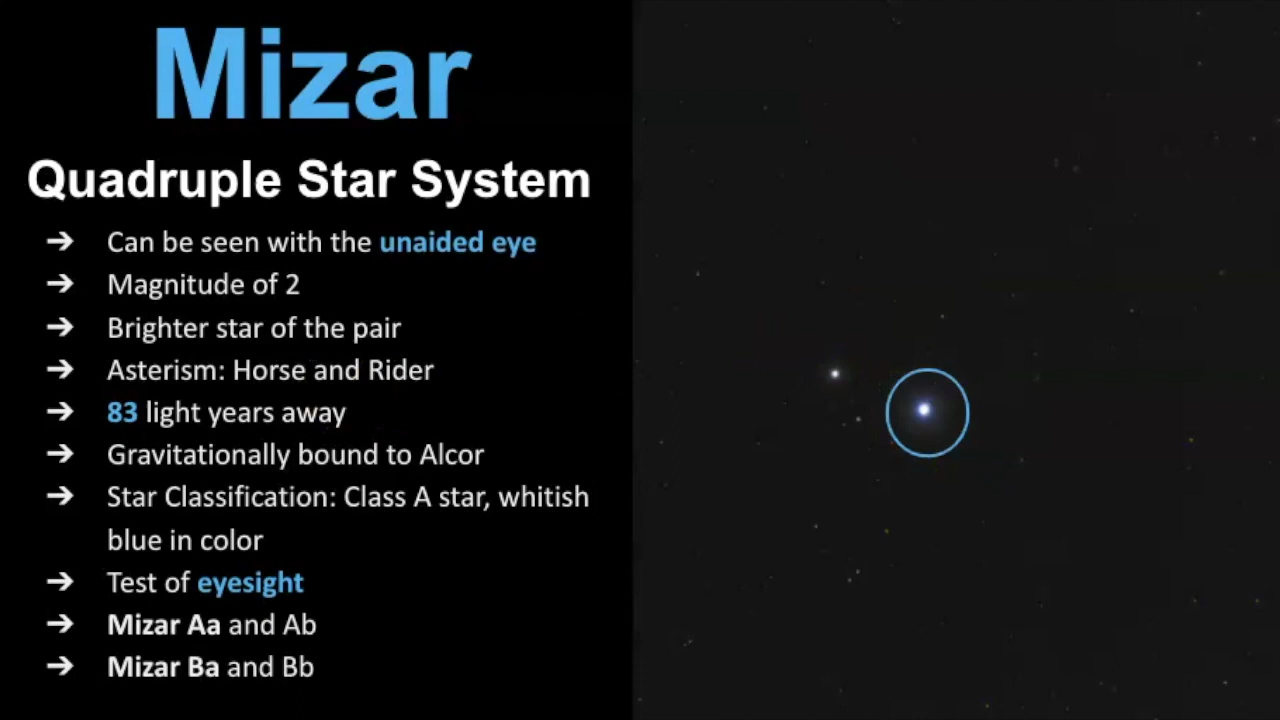 Mizar
Quadruple Star System
➔ Can be seen with the unaided eye
➔ Magnitude of 2
➔ Brighter star of the pair
➔ Asterism: Horse and Rider
➔ 83 light years away
➔ Gravitationally bound to Alcor
➔ Star Classification: Class A star, whitish
blue in color
➔ Test of eyesight
➔ Mizar Aa and Ab
➔ Mizar Ba and Bb